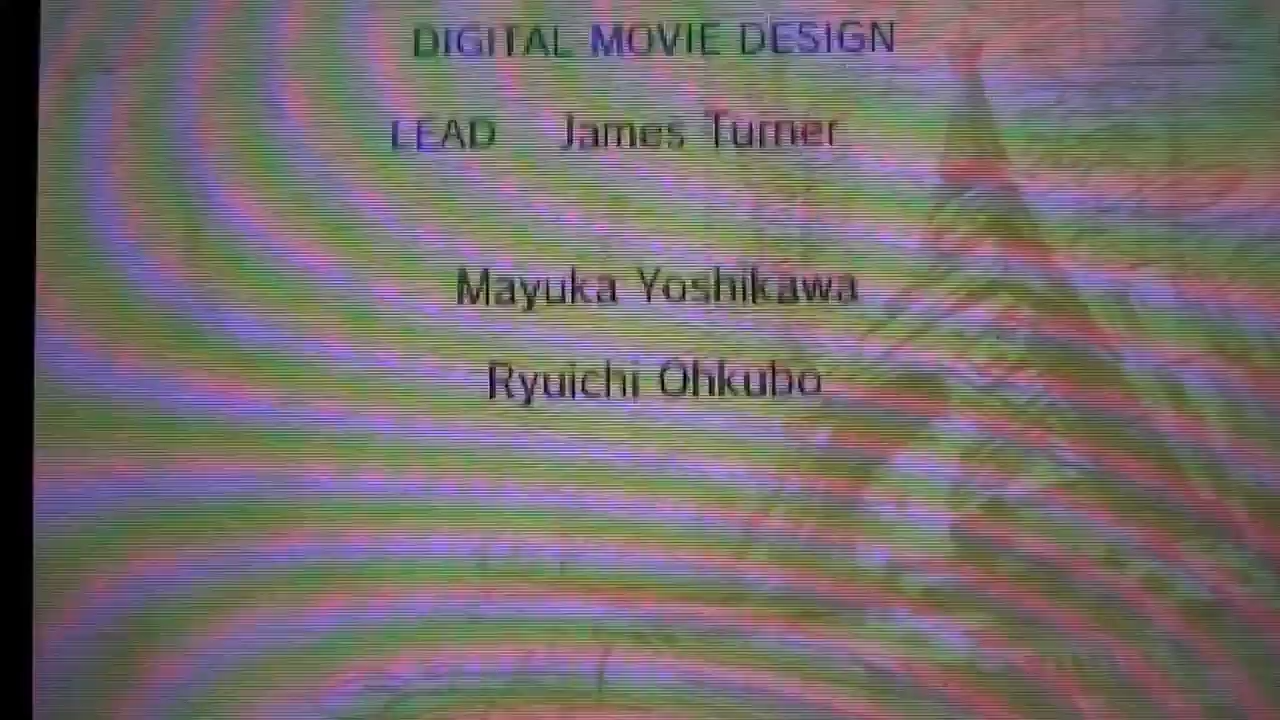 DIGITAL MOVIE DESIGN
LEAD James Turner
Mayuka Yoshikawa
Ryuichi Ohkubo